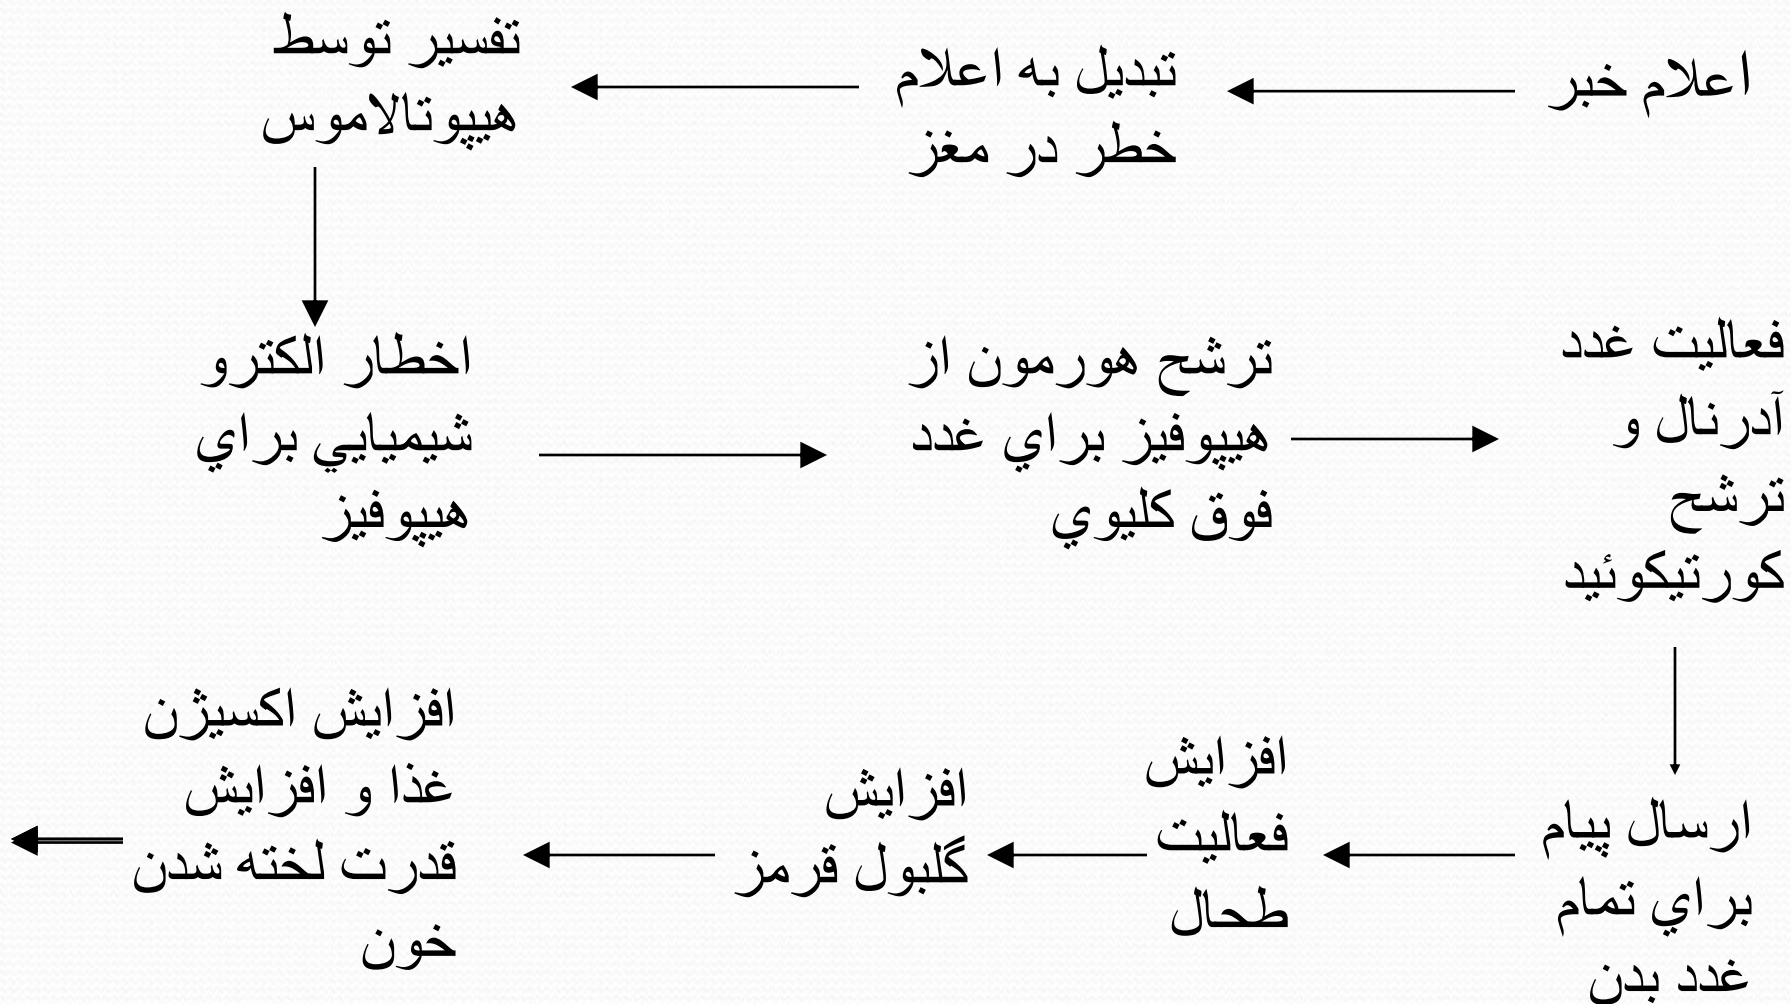 اعلام خبر
تبديل به اعلام
خطر در مغز
تفسير توسط
هيپوتالاموس
اخطار الكترو
شيميايي براي
هيپوفيز
ترشح هورمون از
هيپوفيز براي غدد
فوق كليوي
فعاليت غدد
آدرنال و
ترشح
كورتيكوئيد
ارسال پيام
براي تمام
غدد بدن
افزايش
فعاليت
طحال
افزايش
گلبول قرمز
افزايش اكسيژن
غذا و افزايش
قدرت لخته شدن
خون